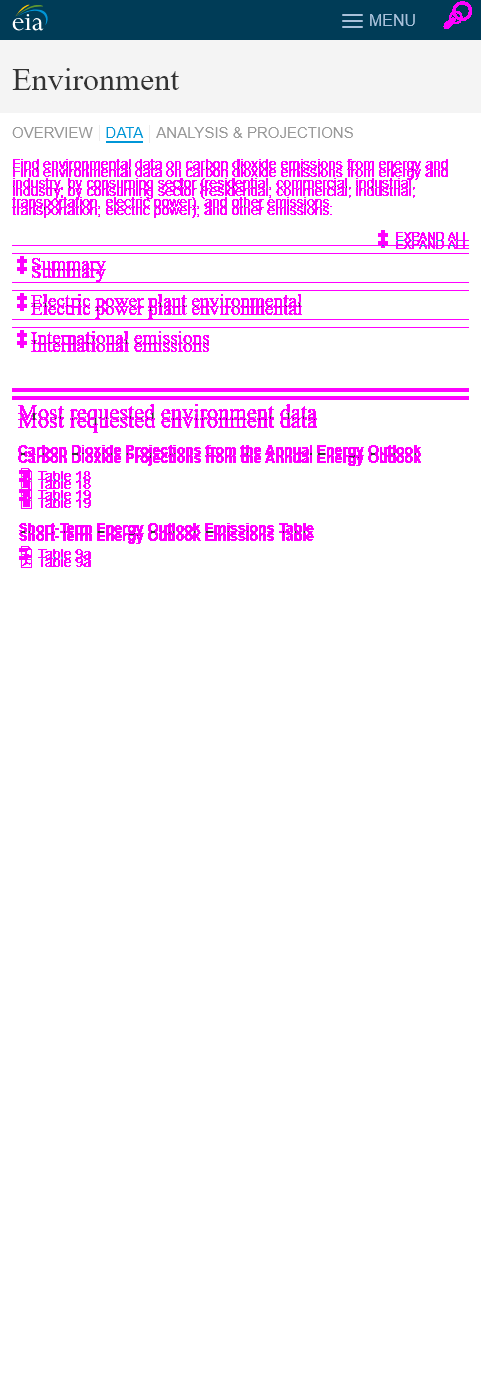 eia
MENU
Environment
OVERVIEW
DATA
ANALYSIS & PROJECTIONS
Find environmental data on carbon dioxide emissions from energy and
industry, by consuming sector (residential, commercial, industrial,
transportation, electric power), and other emissions.
EXPAND ALL
Summary
Electric power plant environmental
International emissions
Most requested environment data
Carbon Dioxide Projections from the Annual Energy Outlook
Table 18
Table 19
Short-Term Energy Outlook Emissions Table
Table 9a